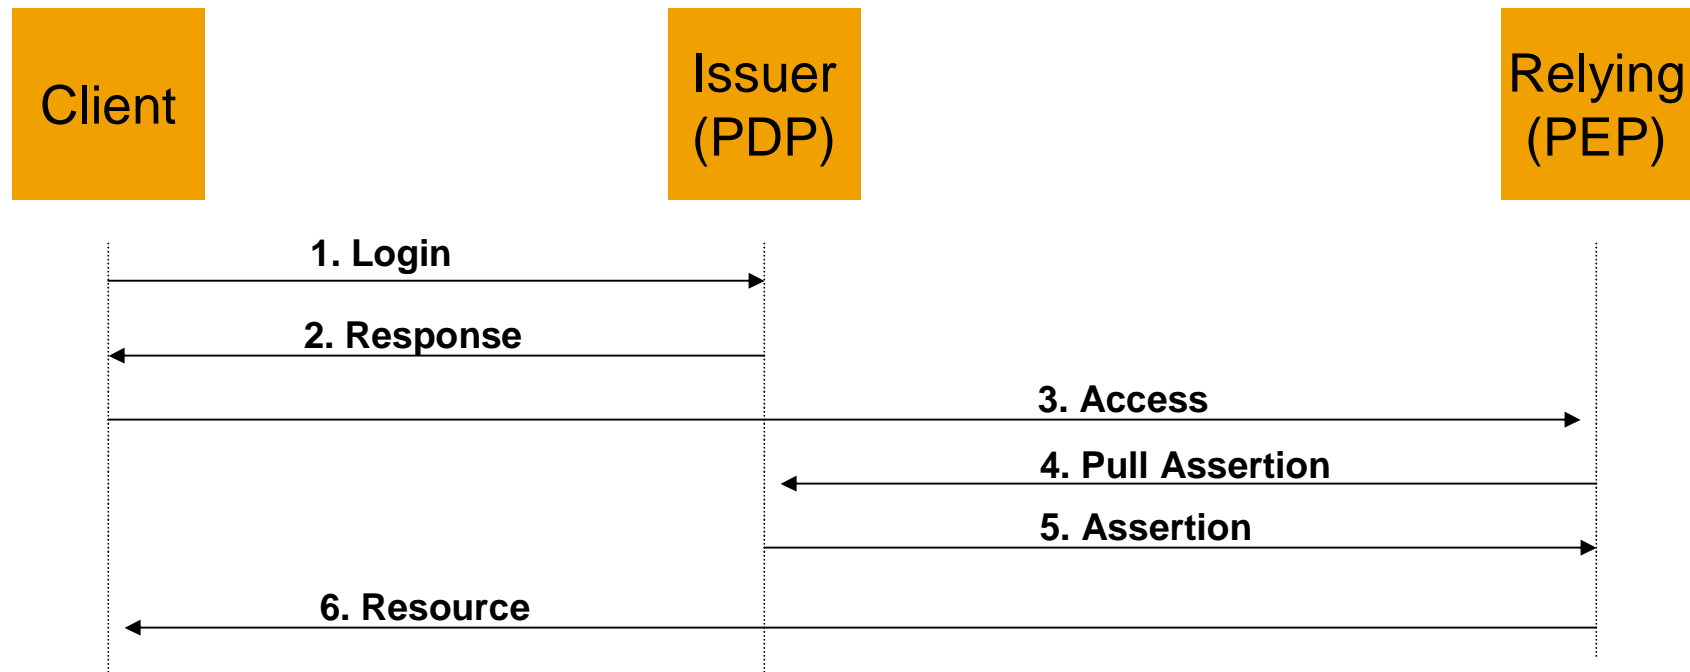 Client
Issuer
(PDP)
Relying
(PEP)
1. Login
2. Response
3. Access
4. Pull Assertion
5. Assertion
6. Resource